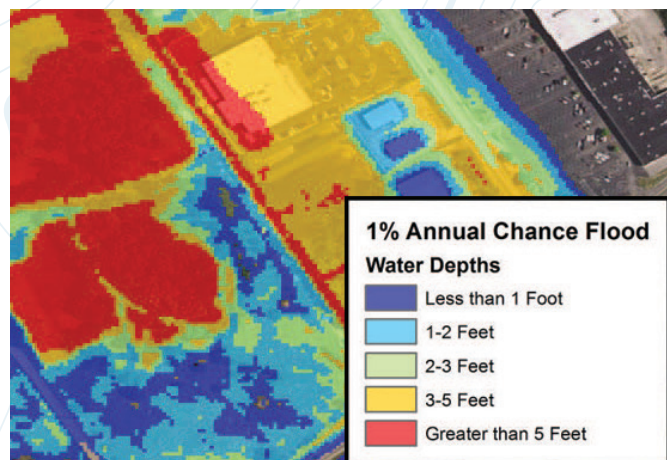 1% Annual Chance Flood
Water Depths
Less than 1 Foot
1-2 Feet
2-3 Feet
3-5 Feet
Greater than 5 Feet